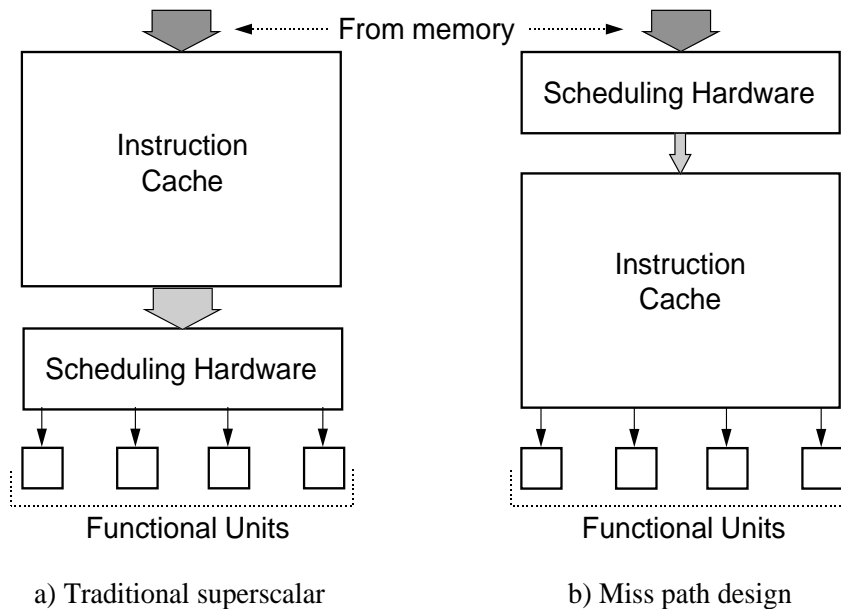 From memory
Instruction
Cache
Scheduling Hardware
Functional Units
a) Traditional superscalar
Scheduling Hardware
Instruction
Cache
Functional Units
b) Miss path design